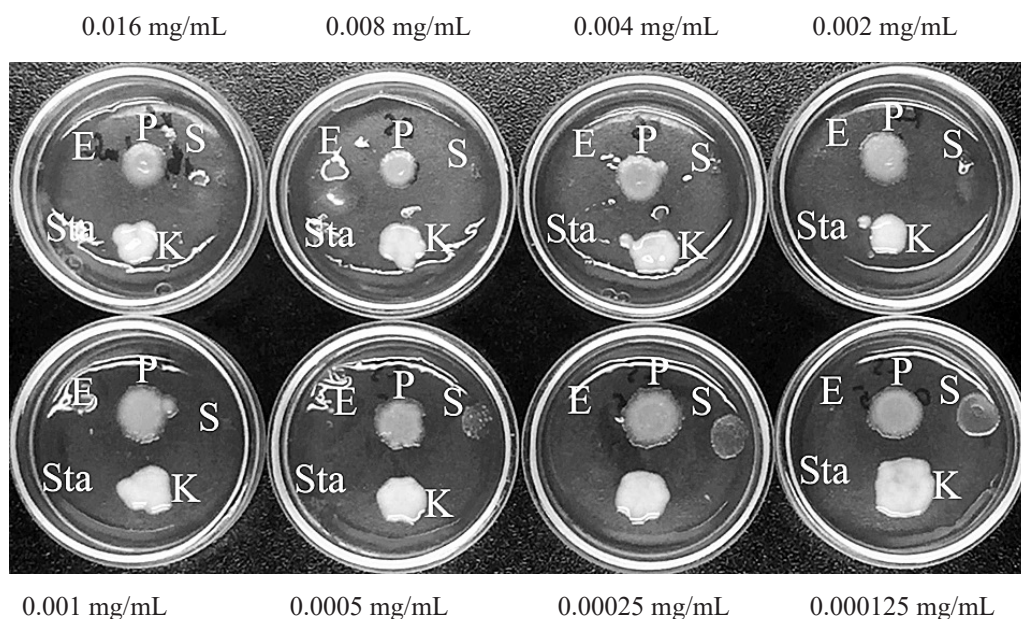 0.016 mg/mL 0.008 mg/mL 0.004 mg/mL 0.002 mg/mL
E P S E P S E P S P S
Sta K Sta K Sta K Sta K
E P S E P S E P S E P S
Sta K Sta K Sta Sta K
0.001 mg/mL 0.0005 mg/mL 0.00025 mg/mL 0.000125 mg/mL